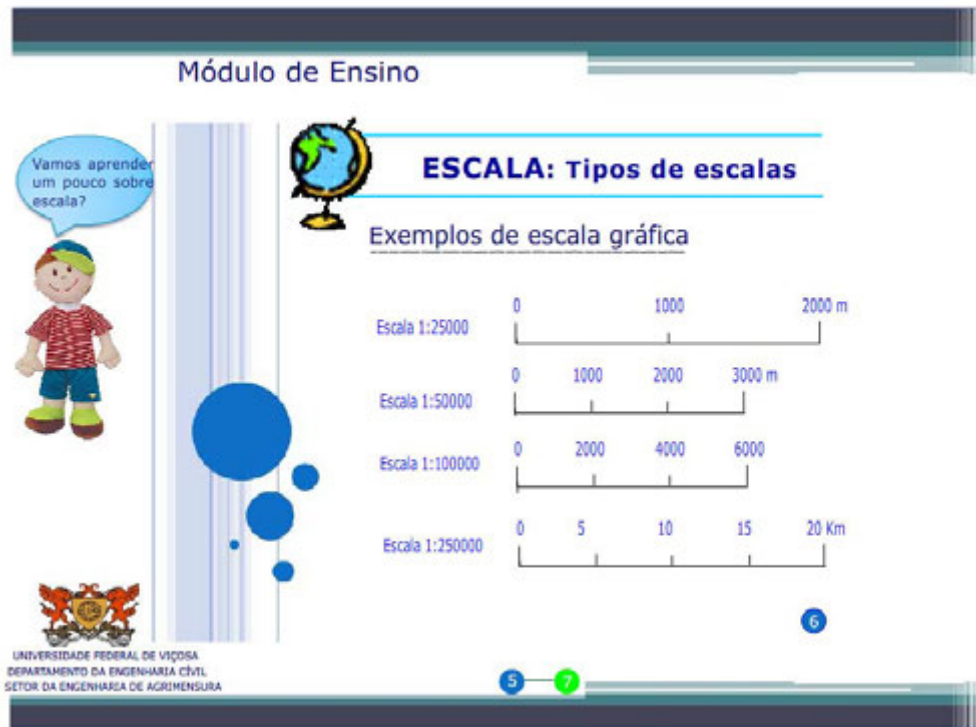 Módulo de Ensino
Vamos aprender
um pouco sobre
escala?
ESCALA: Tipos de escalas
Exemplos de escala gráfica
0 1000 2000 m
Escala 1:25000
0 1000 2000 3000 m
Escala 1:50000
0 2000 4000 6000
Escala 1:100000
0 5 10 15 20 Km
Escala 1:250000
6
UNIVERSIDADE FEDERAL DE VIÇOSA
DEPARTAMENTO DA ENGENHARIA CÍVIL
SETOR DA ENGENHARIA DE AGRIMENSURA
5 7